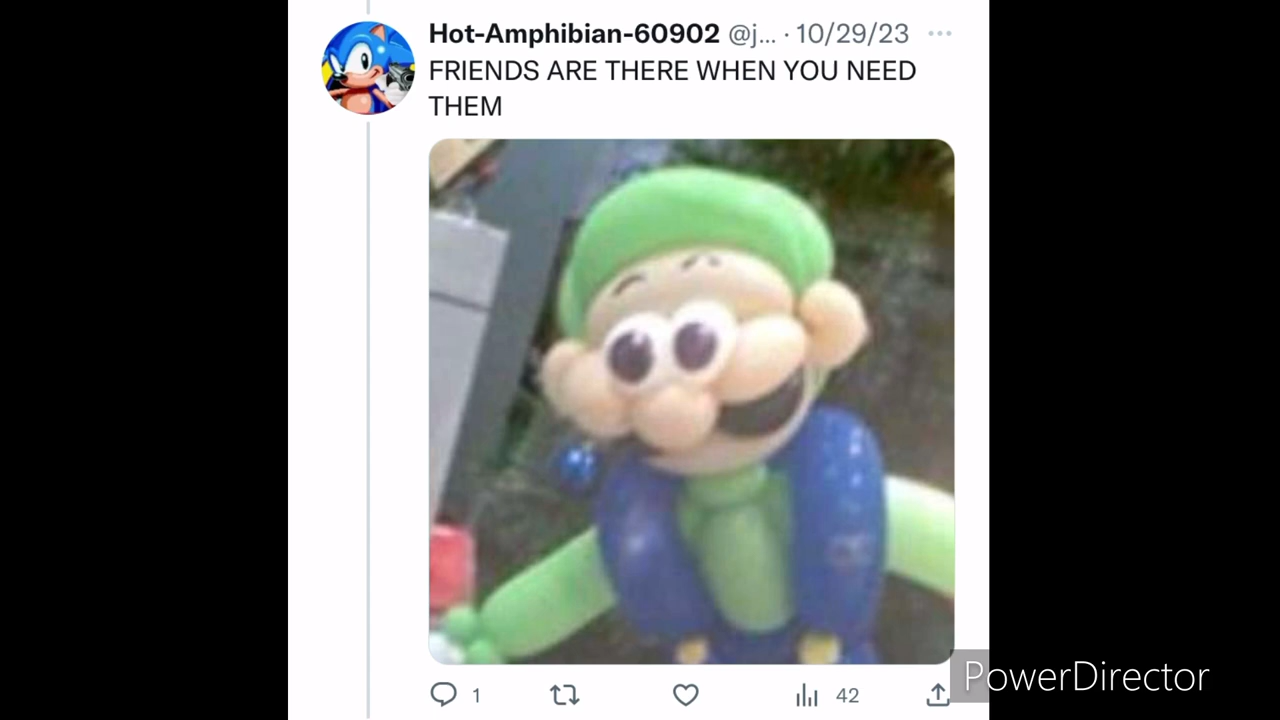 Hot-Amphibian-60902 @j... · 10/29/23 ···
FRIENDS ARE THERE WHEN YOU NEED
THEM
1 42
PowerDirector